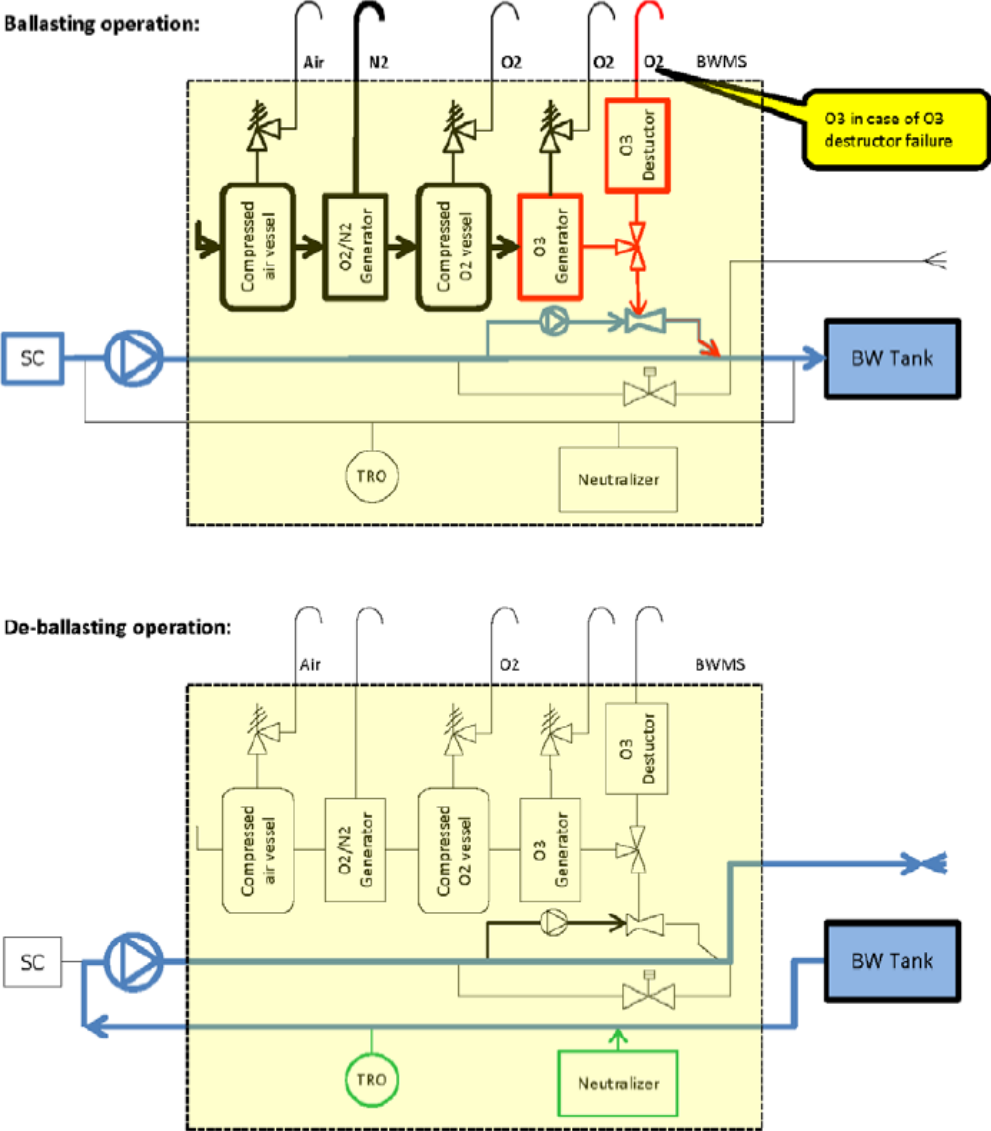 Ballasting operation:
Air
N2
O2
O2
O2
BWMS
O3 in case of O3
destructor failure
Compressed
air vessel
O2/N2
Generator
Compressed
O2 vessel
O3
Generator
O3
Destuctor
SC
BW Tank
TRO
Neutralizer
De-ballasting operation:
Air
O2
BWMS
Compressed
air vessel
O2/N2
Generator
Compressed
O2 vessel
O3
Generator
O3
Destuctor
SC
BW Tank
TRO
Neutralizer